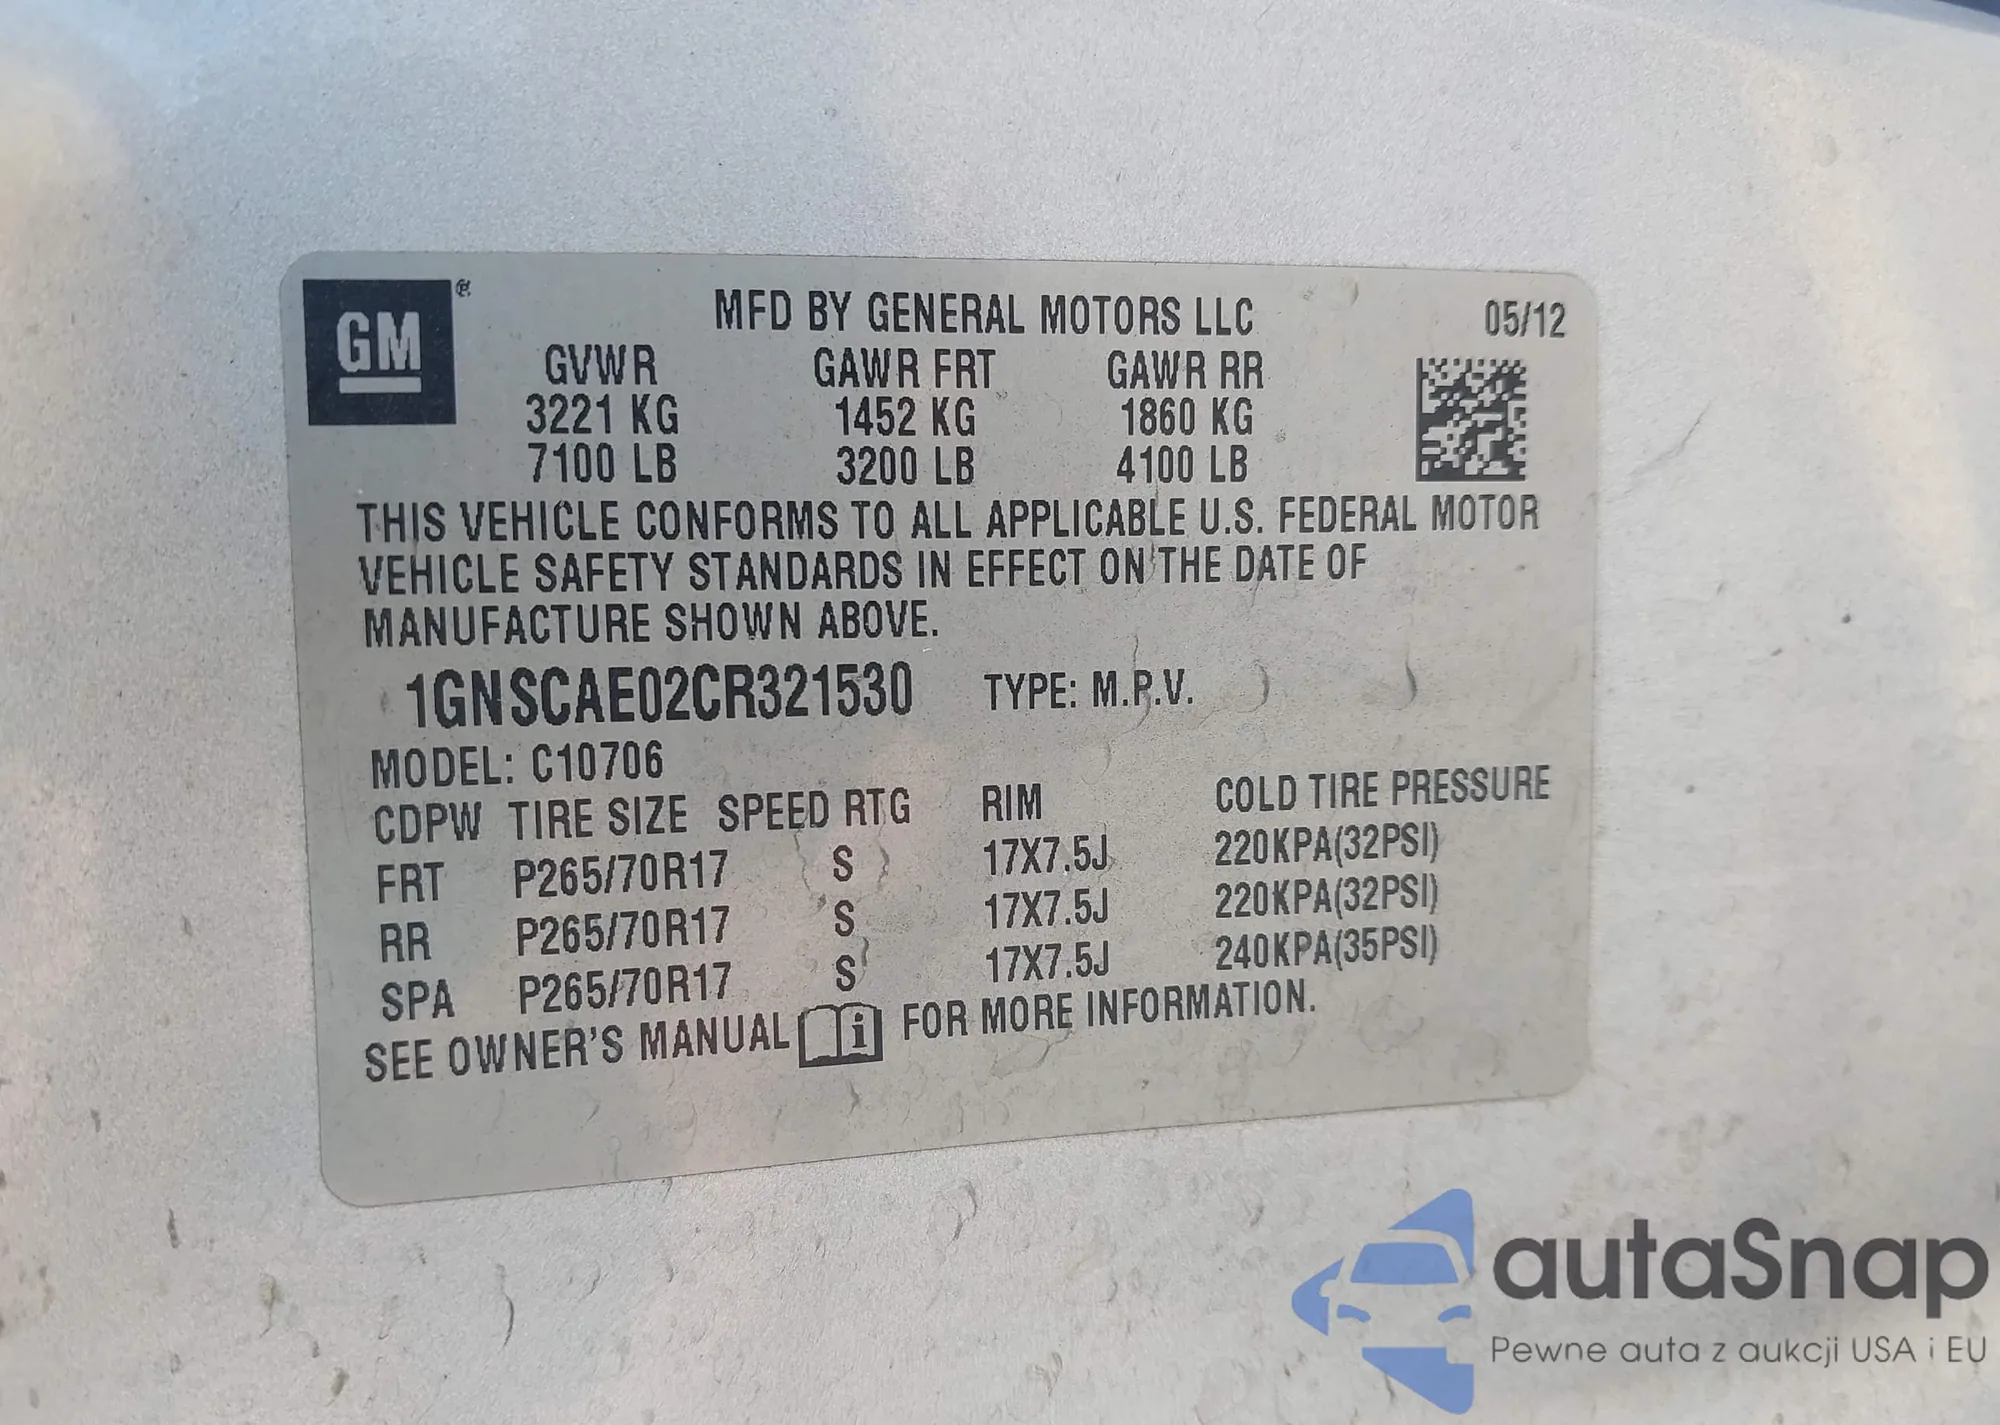 GM ®
MFD BY GENERAL MOTORS LLC 05/12
GVWR GAWR FRT GAWR RR
3221 KG 1452 KG 1860 KG
7100 LB 3200 LB 4100 LB
THIS VEHICLE CONFORMS TO ALL APPLICABLE U.S. FEDERAL MOTOR
VEHICLE SAFETY STANDARDS IN EFFECT ON THE DATE OF
MANUFACTURE SHOWN ABOVE.
1GNSCAE02CR321530 TYPE: M.P.V.
MODEL: C10706
CDPW TIRE SIZE SPEED RTG RIM COLD TIRE PRESSURE
FRT P265/70R17 S 17X7.5J 220KPA(32PSI)
RR P265/70R17 S 17X7.5J 220KPA(32PSI)
SPA P265/70R17 S 17X7.5J 240KPA(35PSI)
SEE OWNER'S MANUAL i FOR MORE INFORMATION.
autaSnap
Pewne auta z aukcji USA i EU